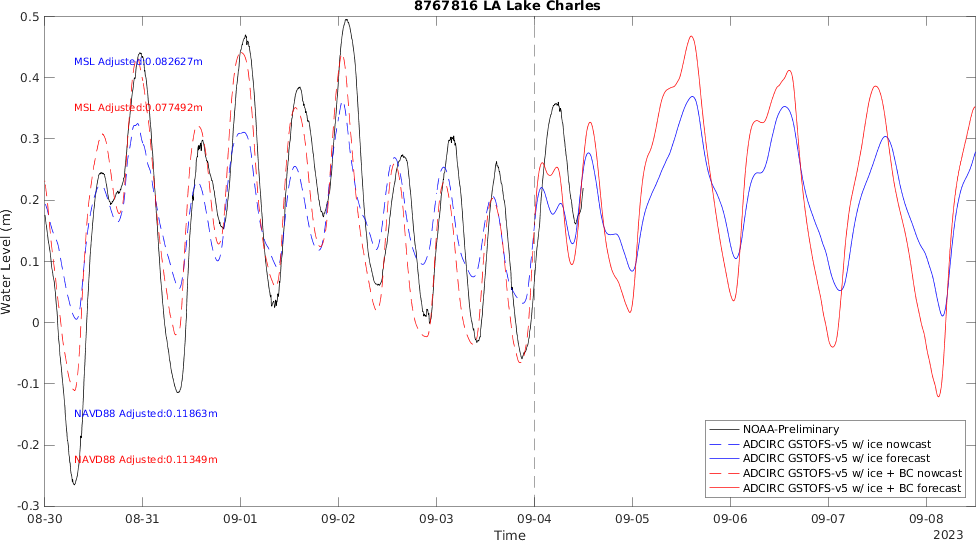 8767816 LA Lake Charles
0.5
0.4
0.3
0.2
0.1
0
-0.1
-0.2
-0.3
Water Level (m)
MSL Adjusted:0.082627m
MSL Adjusted:0.077492m
NAVD88 Adjusted:0.11863m
NAVD88 Adjusted:0.11349m
NOAA-Preliminary
ADCIRC GSTOFS-v5 w/ ice nowcast
ADCIRC GSTOFS-v5 w/ ice forecast
ADCIRC GSTOFS-v5 w/ice + BC nowcast
ADCIRC GSTOFS-v5 w/ice + BC forecast
08-30 08-31 09-01 09-02 09-03 09-04 09-05 09-06 09-07 09-08
Time
2023